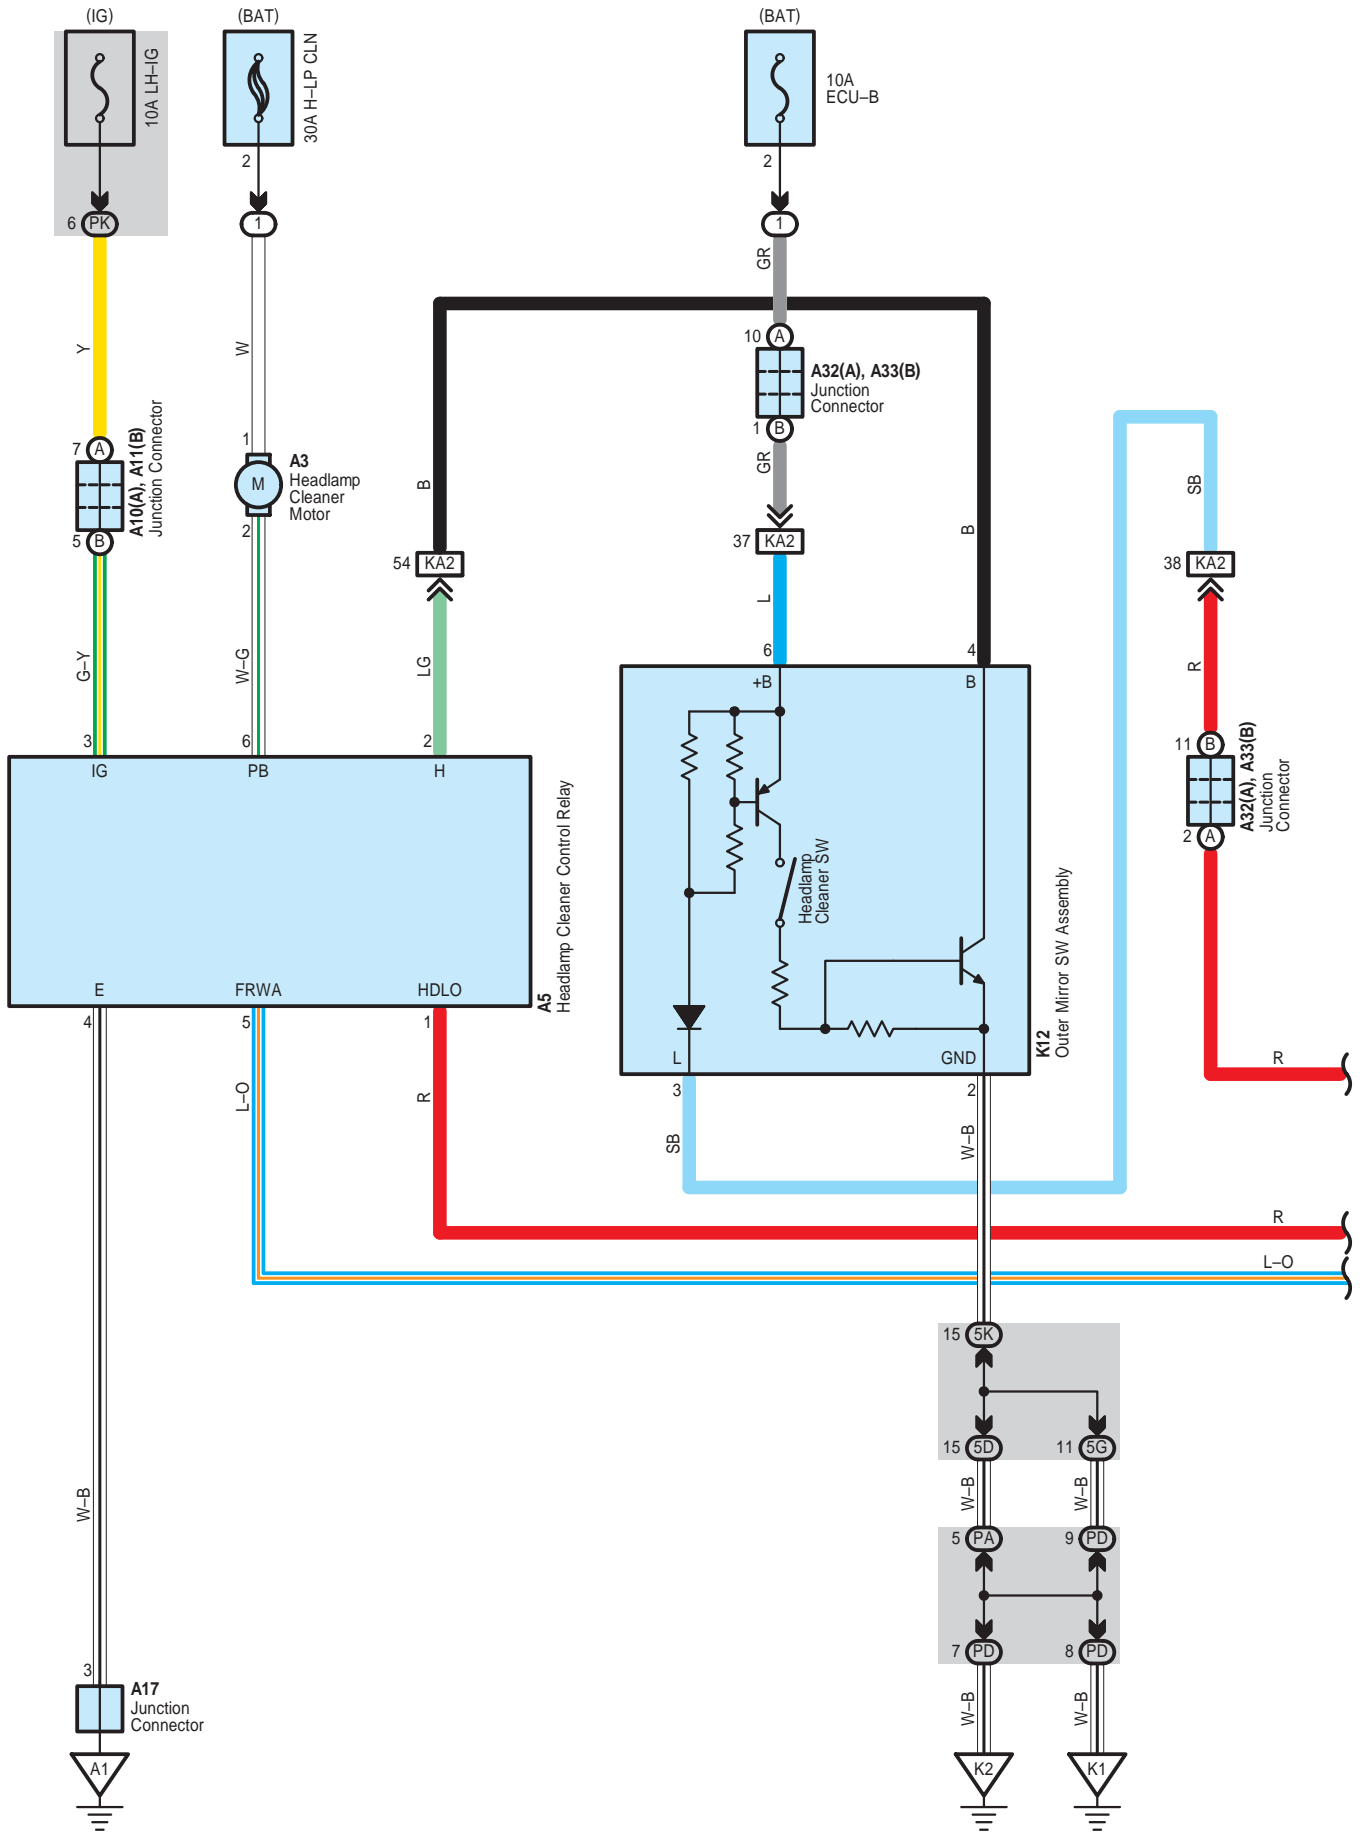 (IG)
(BAT)
(BAT)
10A LH–IG
30A H–LP CLN
10A
ECU–B
2
2
6 PK
1
1
GR
Y
W
10 A
A32(A), A33(B)
Junction
Connector
1 B
GR
7 A
A10(A), A11(B)
Junction Connector
5 B
1
M
A3
Headlamp
Cleaner
Motor
2
B
B
SB
54 KA2
37 KA2
38 KA2
G–Y
W–G
LG
L
R
3
6
2
6
4
IG
PB
H
+B
B
11 B
A32(A), A33(B)
Junction
Connector
2 A
Headlamp
Cleaner SW
E
FRWA
HDLO
A5
Headlamp Cleaner Control Relay
L
GND
K12
Outer Mirror SW Assembly
4
5
1
3
2
L–O
R
SB
W–B
R
R
L–O
15 5K
15 5D
11 5G
W–B
W–B
W–B
5 PA
9 PD
7 PD
8 PD
W–B
W–B
3
A17
Junction
Connector
A1
K2
K1